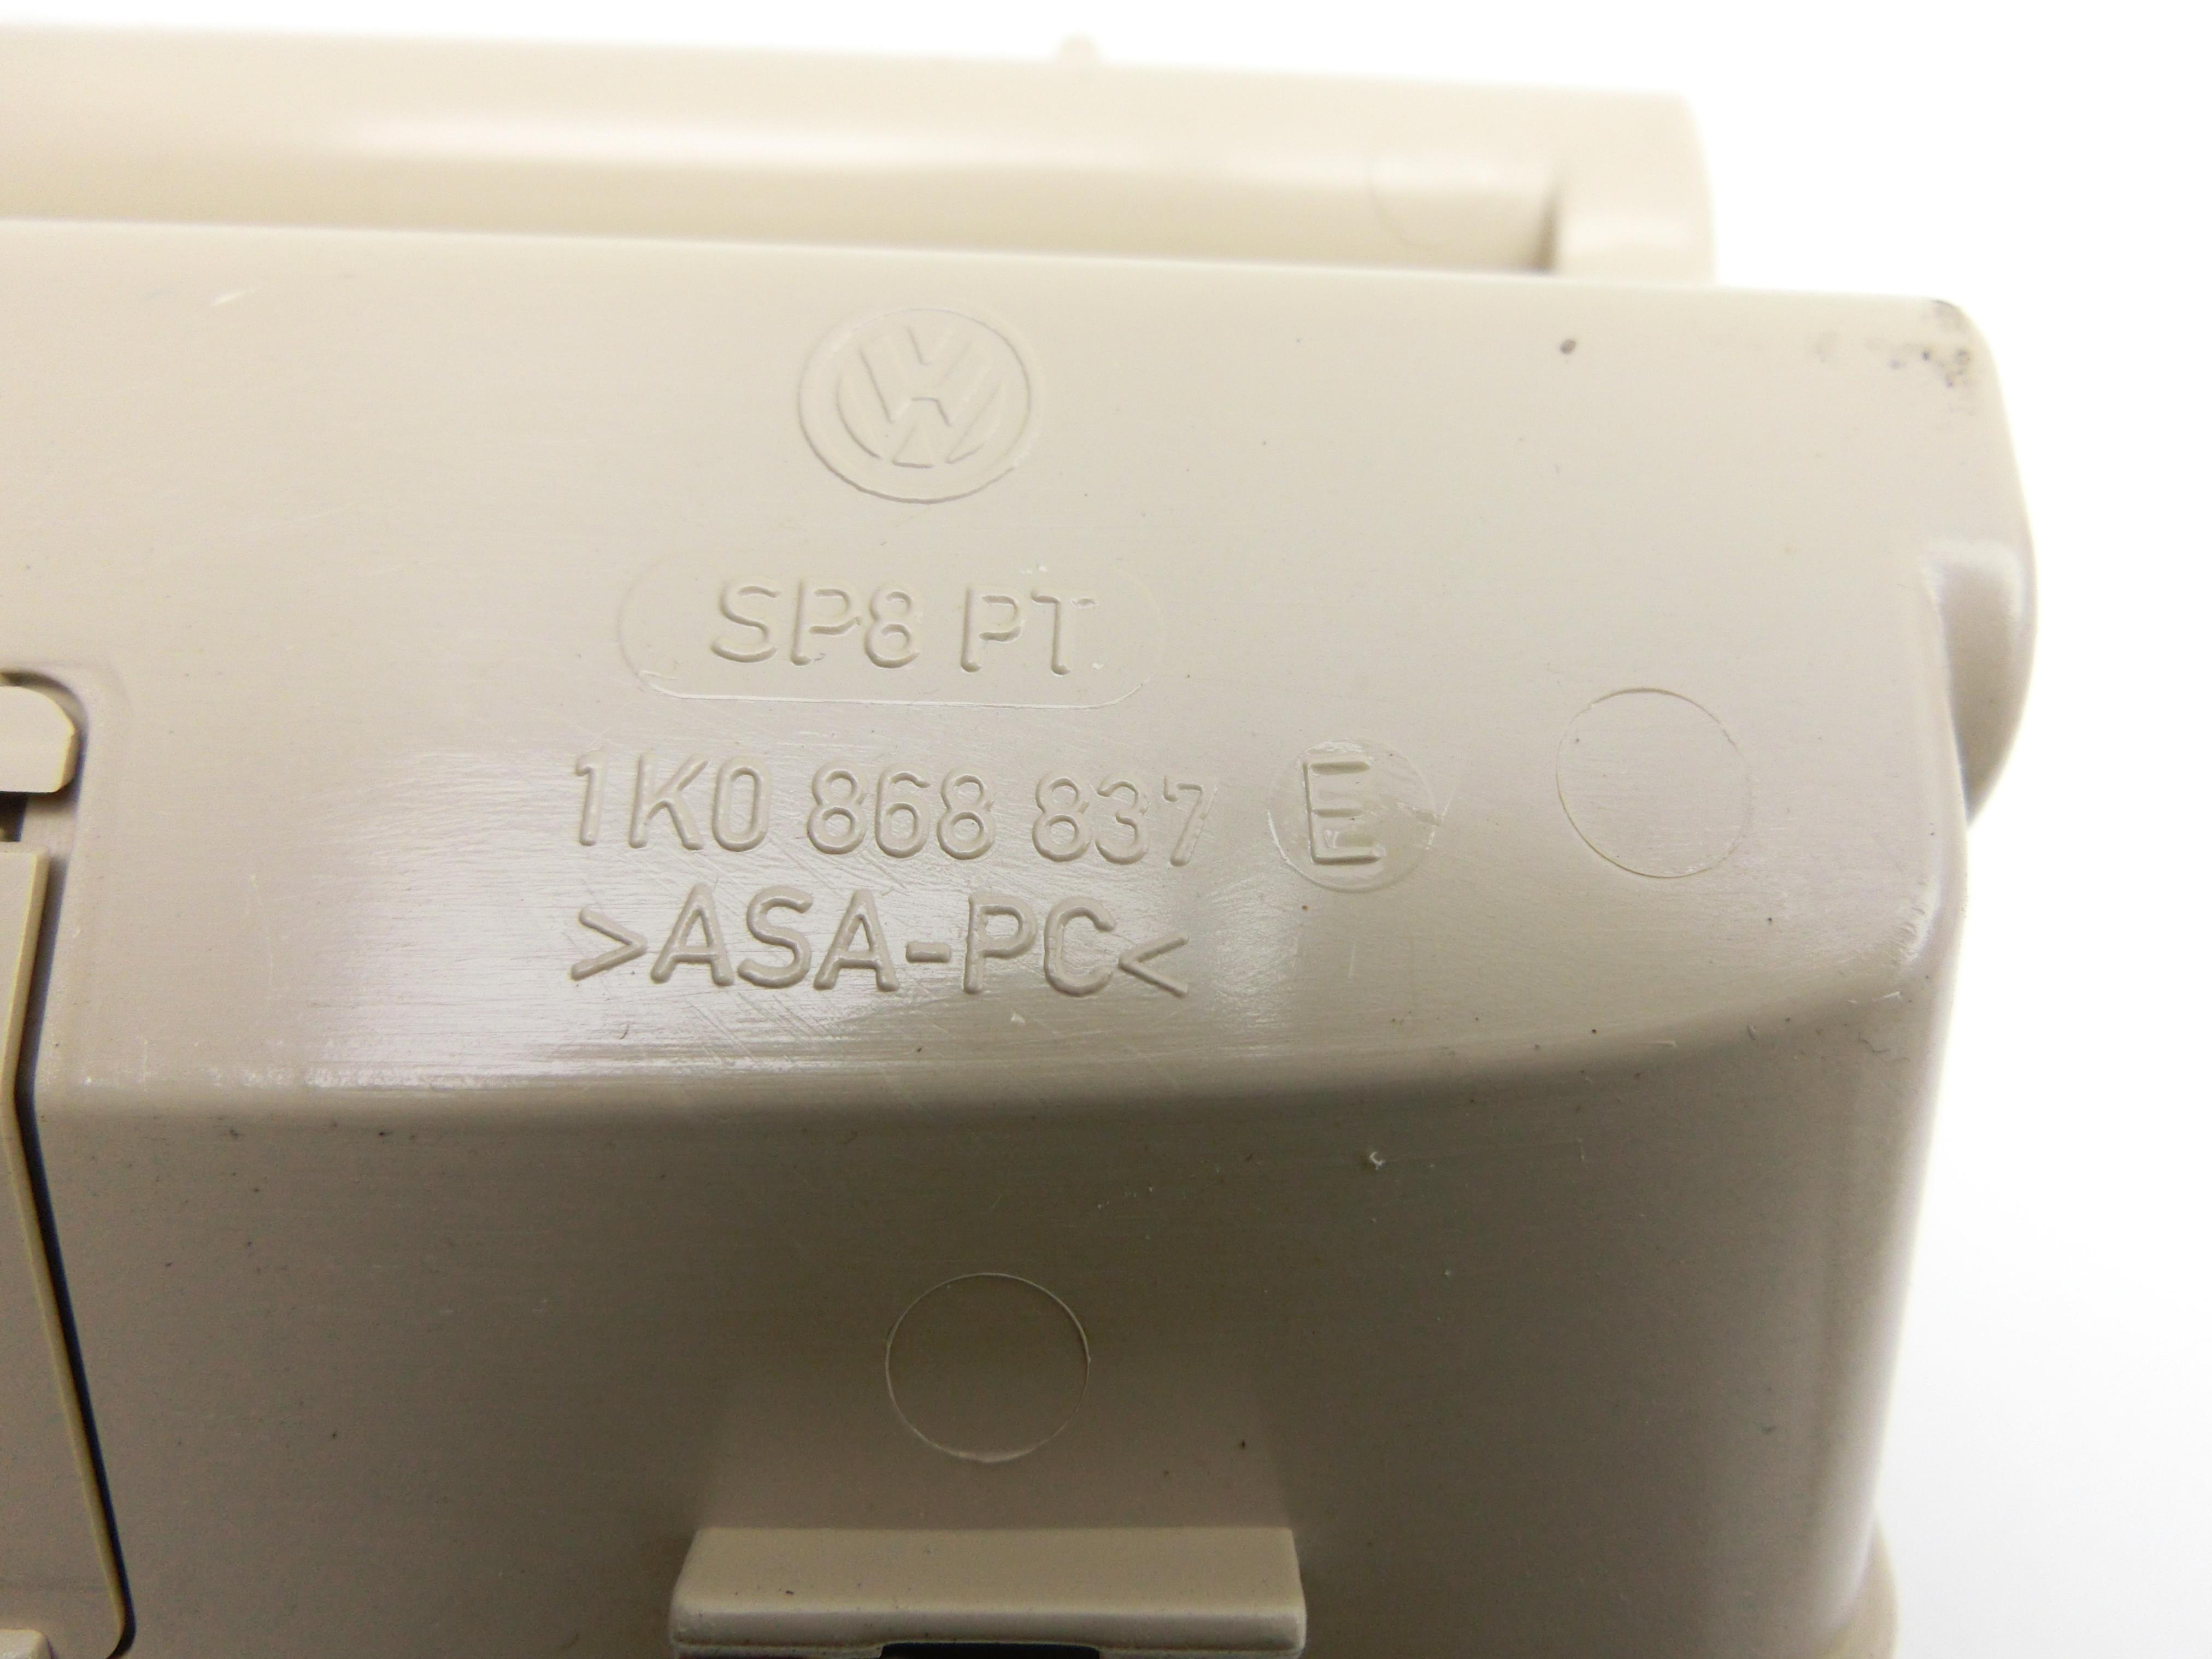 SP8 PT
1K0 868 837 E
>ASA-PC<